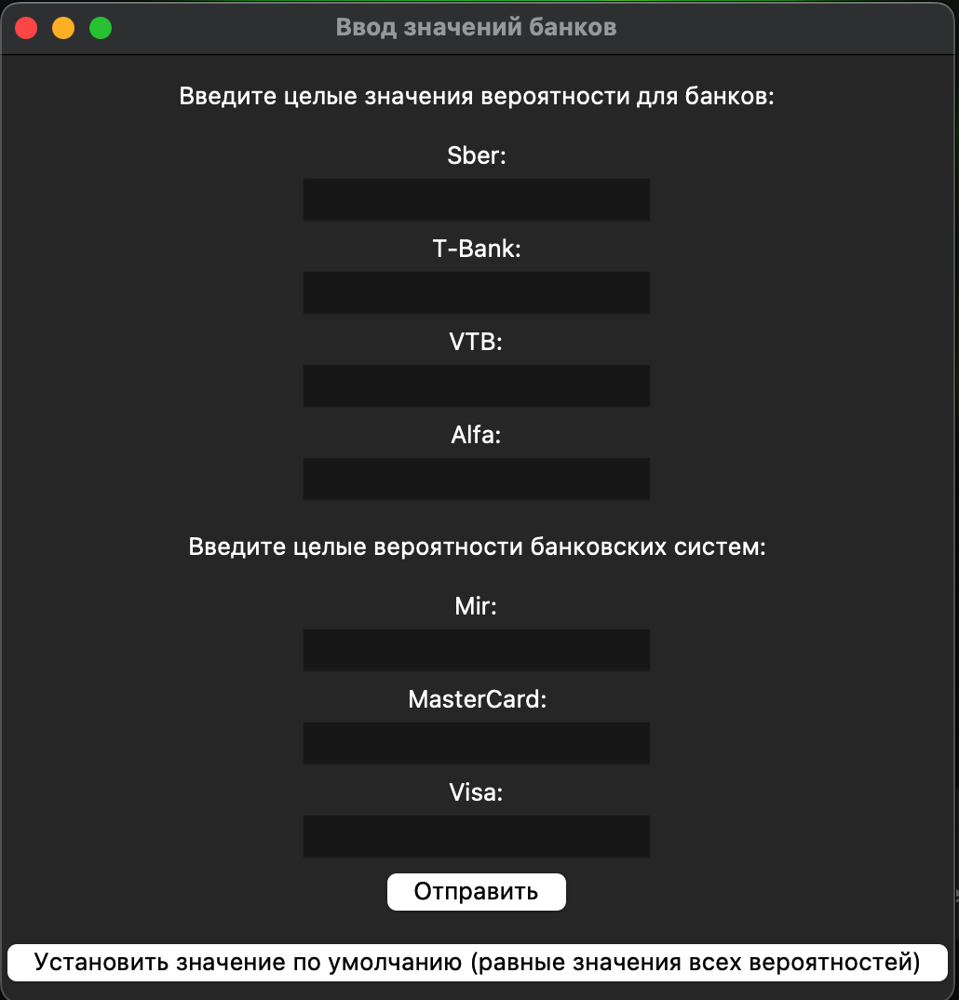 Ввод значений банков
Введите целые значения вероятности для банков:
Sber:
T-Bank:
VTB:
Alfa:
Введите целые вероятности банковских систем:
Mir:
MasterCard:
Visa:
Отправить
Установить значение по умолчанию (равные значения всех вероятностей)